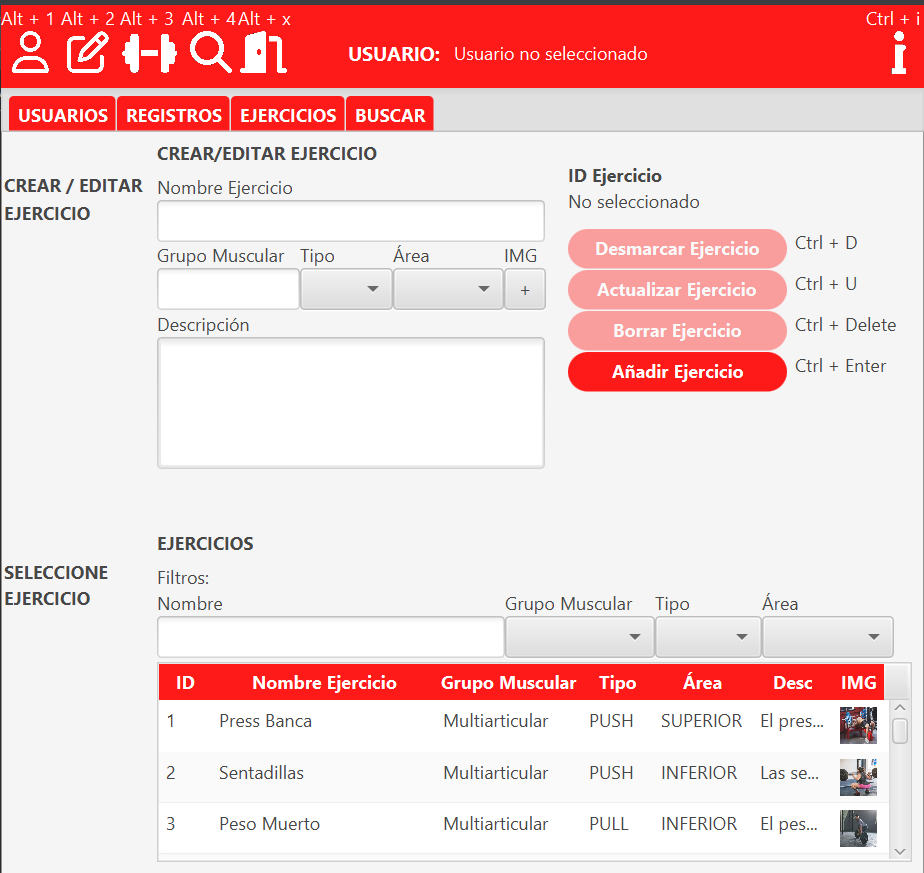 Alt + 1 Alt + 2 Alt + 3 Alt + 4 Alt + x Ctrl + i
USUARIO: Usuario no seleccionado
USUARIOS REGISTROS EJERCICIOS BUSCAR
CREAR/EDITAR EJERCICIO
CREAR / EDITAR
EJERCICIO
Nombre Ejercicio
Grupo Muscular Tipo Área IMG
+
Descripción
ID Ejercicio
No seleccionado
Desmarcar Ejercicio Ctrl + D
Actualizar Ejercicio Ctrl + U
Borrar Ejercicio Ctrl + Delete
Añadir Ejercicio Ctrl + Enter
EJERCICIOS
SELECCIONE
EJERCICIO
Filtros:
Nombre Grupo Muscular Tipo Área
ID Nombre Ejercicio Grupo Muscular Tipo Área Desc IMG
1 Press Banca Multiarticular PUSH SUPERIOR El pres...
2 Sentadillas Multiarticular PUSH INFERIOR Las se...
3 Peso Muerto Multiarticular PULL INFERIOR El pes...